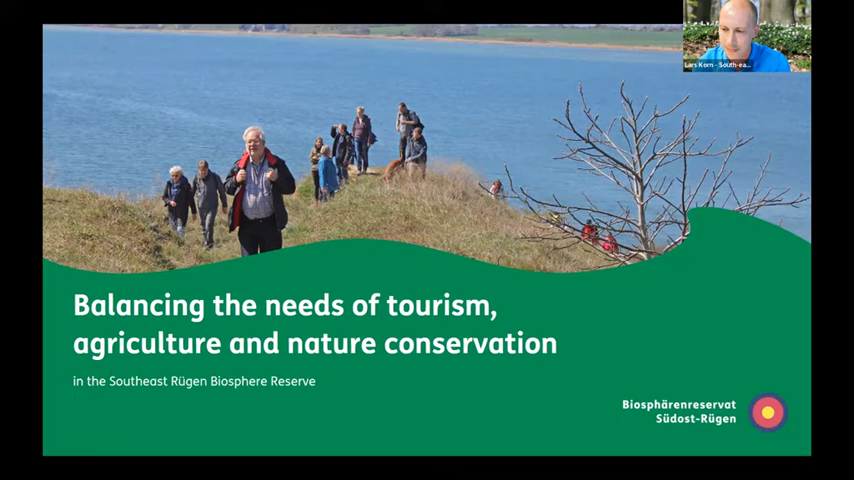 Lars Korn - South-ea...
Balancing the needs of tourism,
agriculture and nature conservation
in the Southeast Rügen Biosphere Reserve
Biosphärenreservat
Südost-Rügen